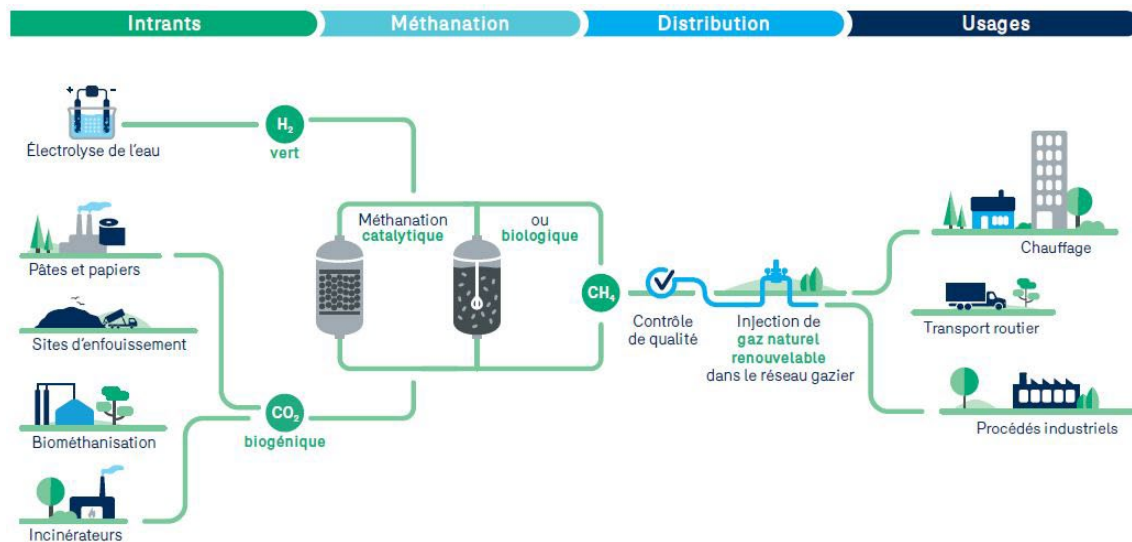 Intrants
Méthanation
Distribution
Usages
+ -
Électrolyse de l'eau
H₂
vert
Pâtes et papiers
Sites d'enfouissement
Biométhanisation
Incinérateurs
CO₂
biogénique
Méthanation
catalytique
ou
biologique
CH₄
Contrôle
de qualité
Injection de
gaz naturel
renouvelable
dans le réseau gazier
Chauffage
Transport routier
Procédés industriels